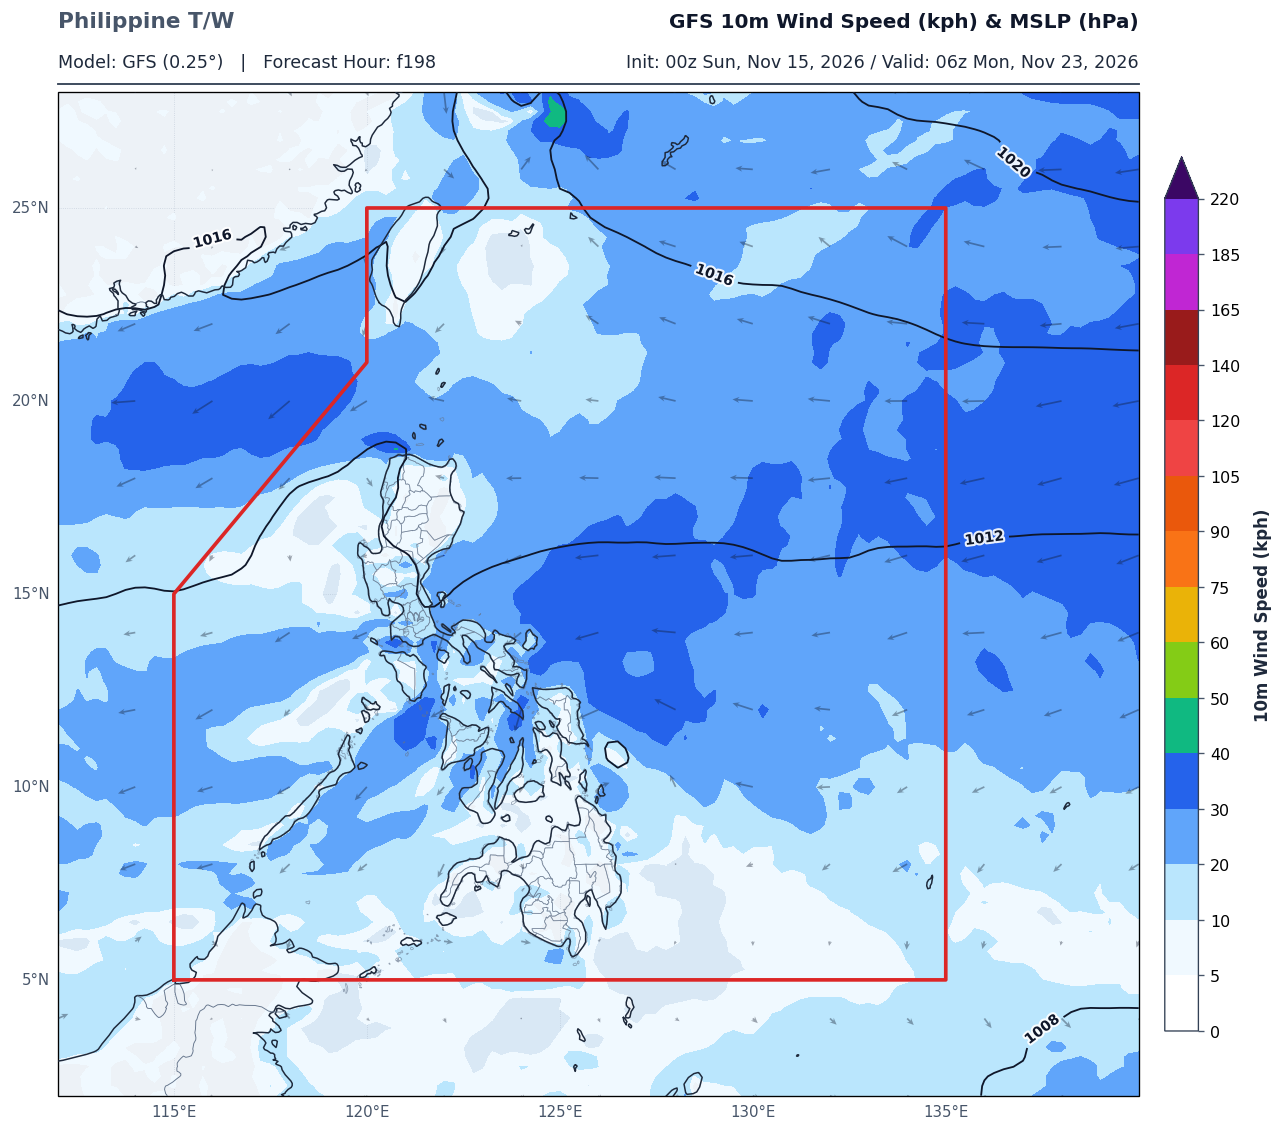 Philippine T/W
GFS 10m Wind Speed (kph) & MSLP (hPa)
Model: GFS (0.25°) | Forecast Hour: f198
Init: 00z Sun, Nov 15, 2026 / Valid: 06z Mon, Nov 23, 2026
1020
1016
1016
1012
1008
25°N
20°N
15°N
10°N
5°N
115°E
120°E
125°E
130°E
135°E
220
185
165
140
120
105
90
75
60
50
40
30
20
10
5
0
10m Wind Speed (kph)